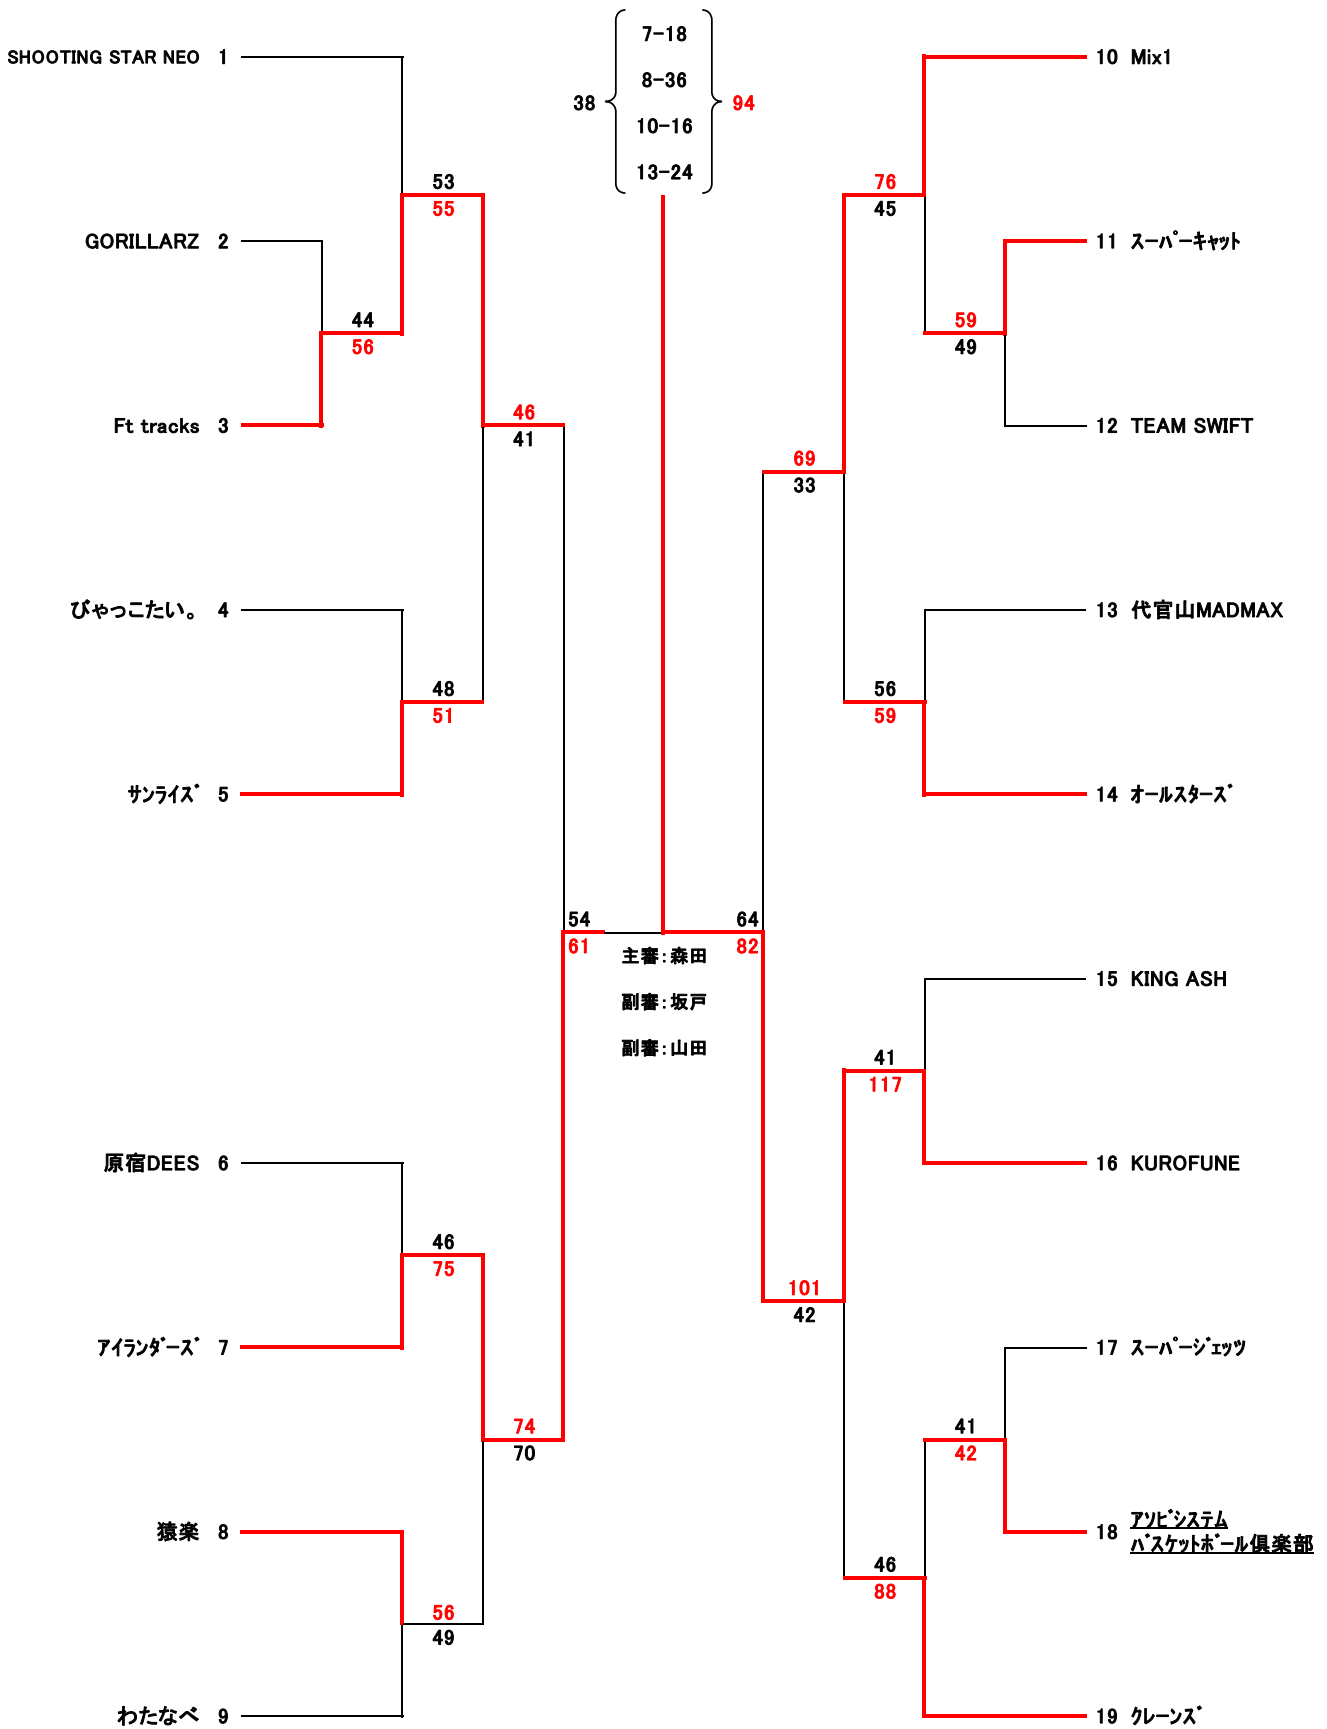 SHOOTING STAR NEO 1
GORILLARZ 2
Ft tracks 3
びゃっこたい。 4
ｻﾝﾗｲｽﾞ 5
原宿DEES 6
ｱｲﾗﾝﾀﾞｰｽﾞ 7
猿楽 8
わたなべ 9
53
55
44
56
46
41
48
51
54
61
46
75
74
70
56
49
7-18
8-36
10-16
13-24
38
94
主審:森田
副審:坂戸
副審:山田
76
45
59
49
69
33
56
59
64
82
41
117
101
42
41
42
46
88
10 Mix1
11 ｽｰﾊﾟｰｷｬｯﾄ
12 TEAM SWIFT
13 代官山MADMAX
14 ｵｰﾙｽﾀｰｽﾞ
15 KING ASH
16 KUROFUNE
17 ｽｰﾊﾟｰｼﾞｪｯﾂ
18 ｱｿﾋﾞｼｽﾃﾑ
ﾊﾞｽｹｯﾄﾎﾞｰﾙ倶楽部
19 ｸﾚｰﾝｽﾞ